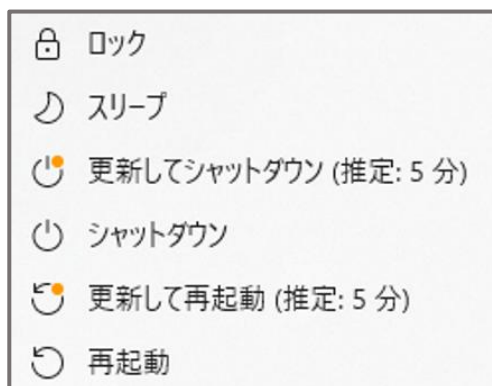 ロック
スリープ
更新してシャットダウン (推定: 5 分)
シャットダウン
更新して再起動 (推定: 5 分)
再起動